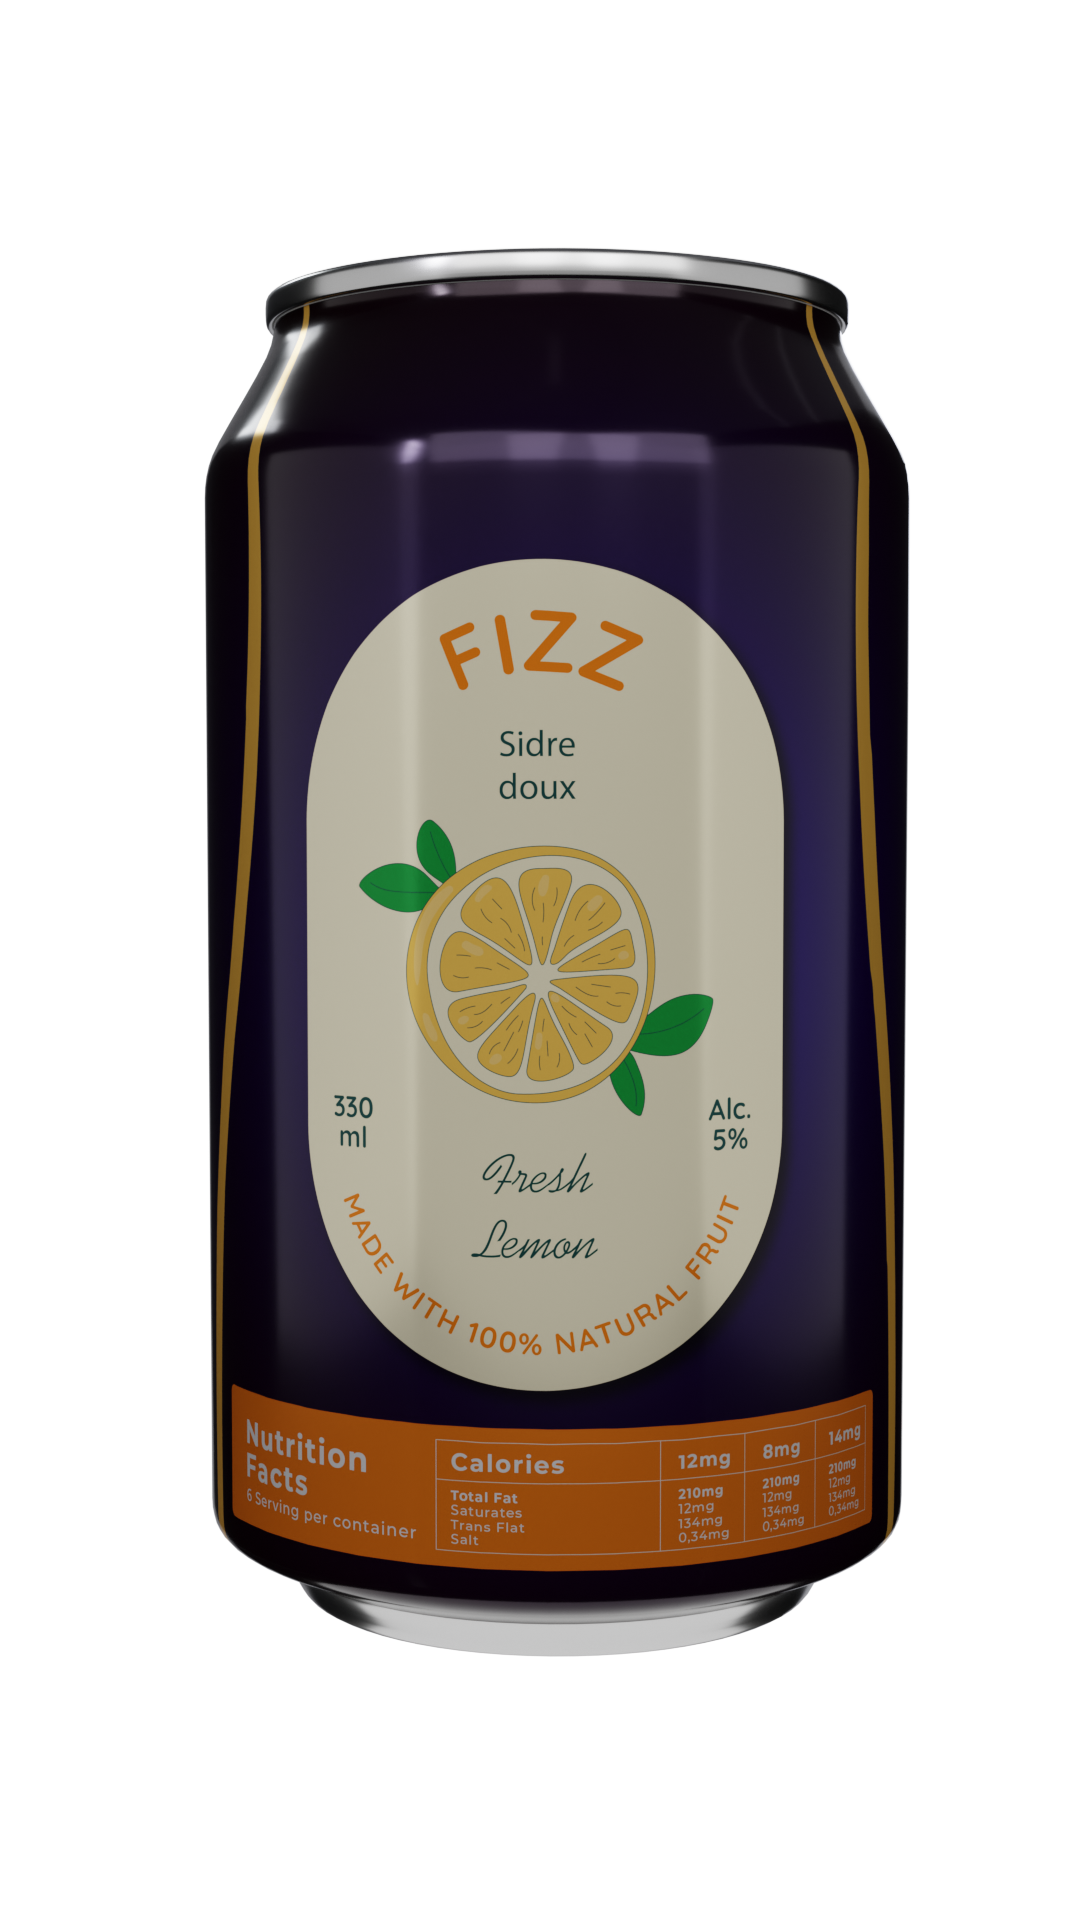 FIZZ
Sidre
doux
330
ml
Alc.
5%
Fresh
Lemon
MADE WITH 100% NATURAL FRUIT
Nutrition
Facts
6 Serving per container
Calories 12mg 8mg 14mg
Total Fat 210mg 210mg 210mg
Saturates 12mg 12mg 12mg
Trans Flat 134mg 134mg 134mg
Salt 0,34mg 0,34mg 0,34mg